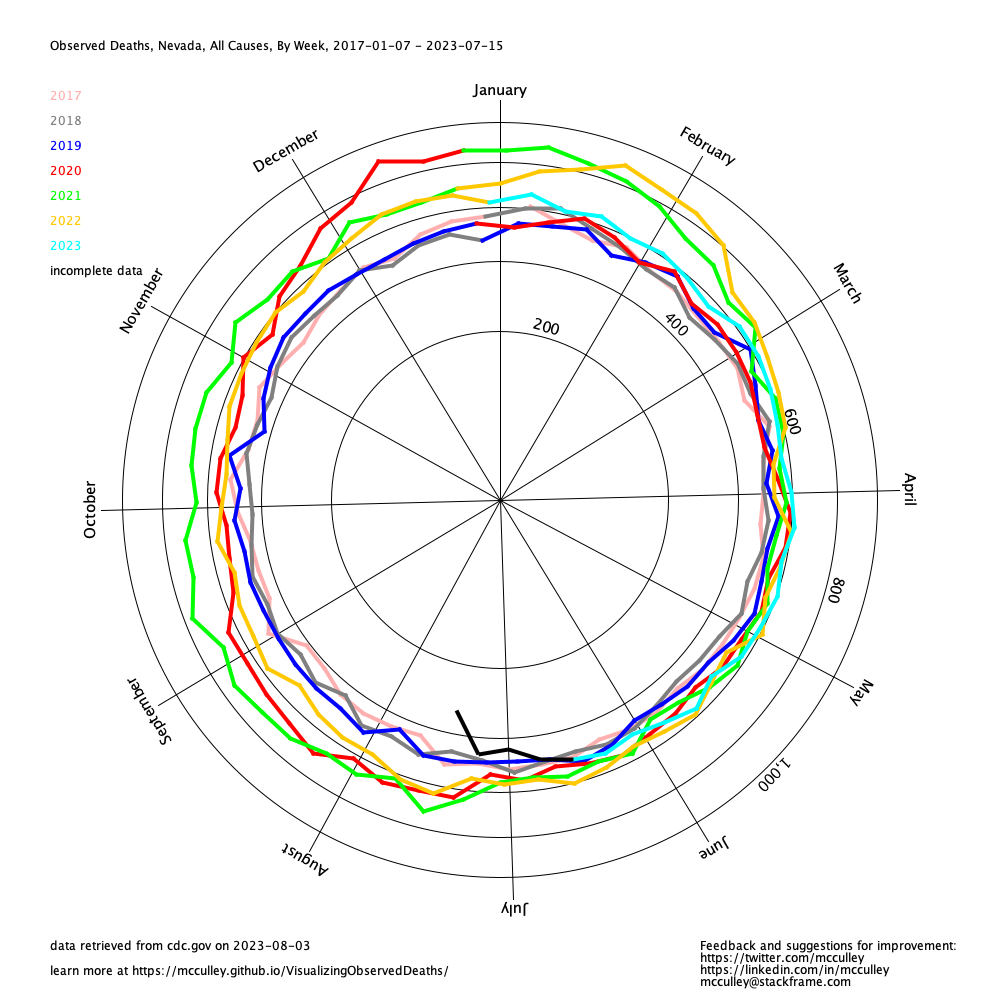 Observed Deaths, Nevada, All Causes, By Week, 2017-01-07 - 2023-07-15
January
2017
2018
2019
2020
2021
2022
2023
incomplete data
December
February
November
March
200
400
600
October
April
800
September
May
1,000
August
June
July
data retrieved from cdc.gov on 2023-08-03
learn more at https://mcculley.github.io/VisualizingObservedDeaths/
Feedback and suggestions for improvement:
https://twitter.com/mcculley
https://linkedin.com/in/mcculley
mcculley@stackframe.com